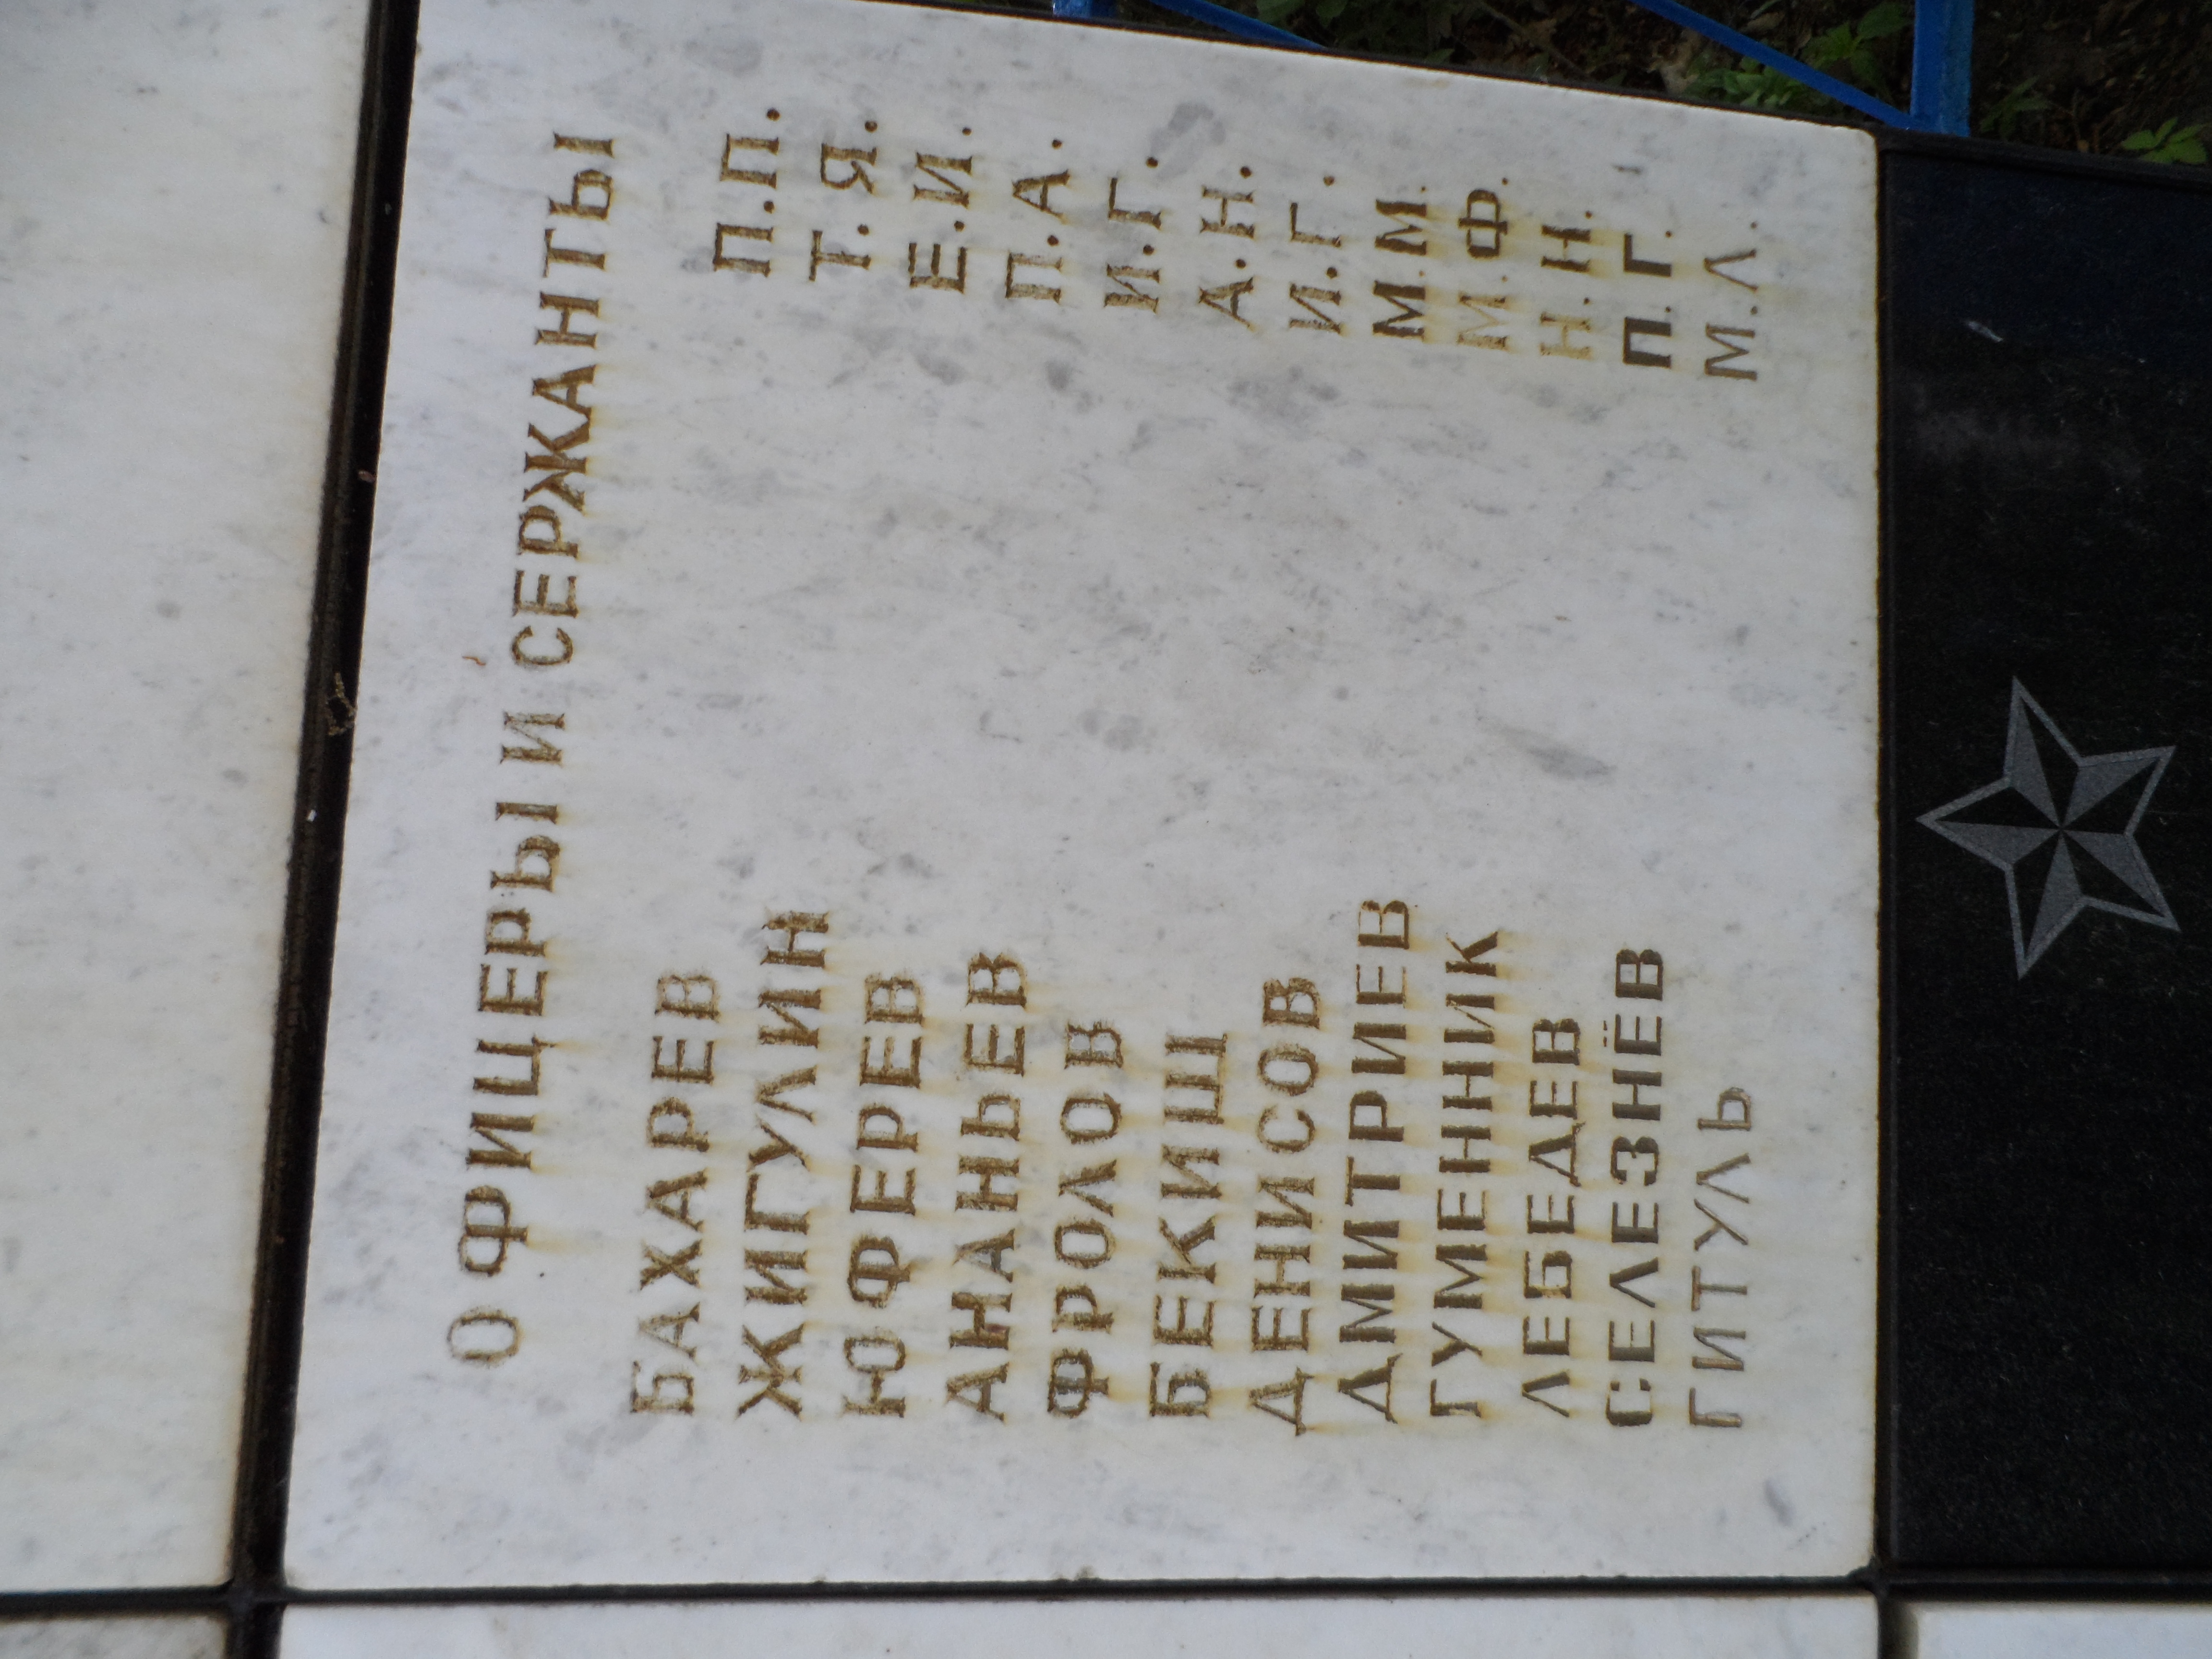 ОФИЦЕРЫ И СЕРЖАНТЫ
БАХАРЕВ П.П.
ЖИГУЛИН Т.Я.
ЮФЕРЕВ Е.И.
АНАНЬЕВ П.А.
ФРОЛОВ И.Г.
БЕКИШ А.Н.
ДЕНИСОВ И.Г.
ДМИТРИЕВ М.М.
ГУМЕННИК М.Ф.
ЛЕБЕДЕВ Н.Н.
СЕЛЕЗНЁВ П.Г.
ГИТУЛЬ М.Л.